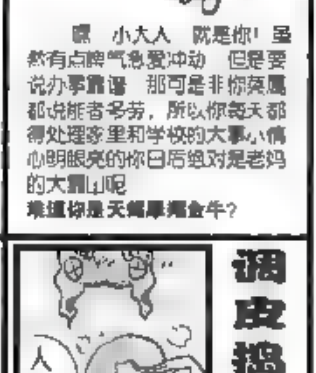 嘿 小大人 就是你！虽
然有点脾气急爱冲动 但是要
说办事靠谱 那可是非你莫属
都说能者多劳，所以你每天都
得处理家里和学校的大事小情
心明眼亮的你日后绝对是老妈
的大靠山呢
难道你是天蝎摩羯金牛？
调
皮
捣
人